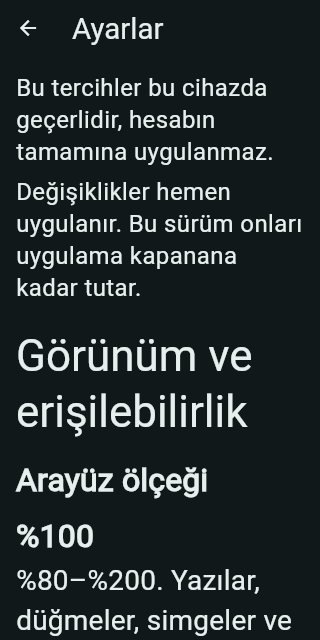 Ayarlar
Bu tercihler bu cihazda
geçerlidir, hesabın
tamamına uygulanmaz.
Değişiklikler hemen
uygulanır. Bu sürüm onları
uygulama kapanana
kadar tutar.
Görünüm ve
erişilebilirlik
Arayüz ölçeği
%100
%80–%200. Yazılar,
düğmeler, simgeler ve